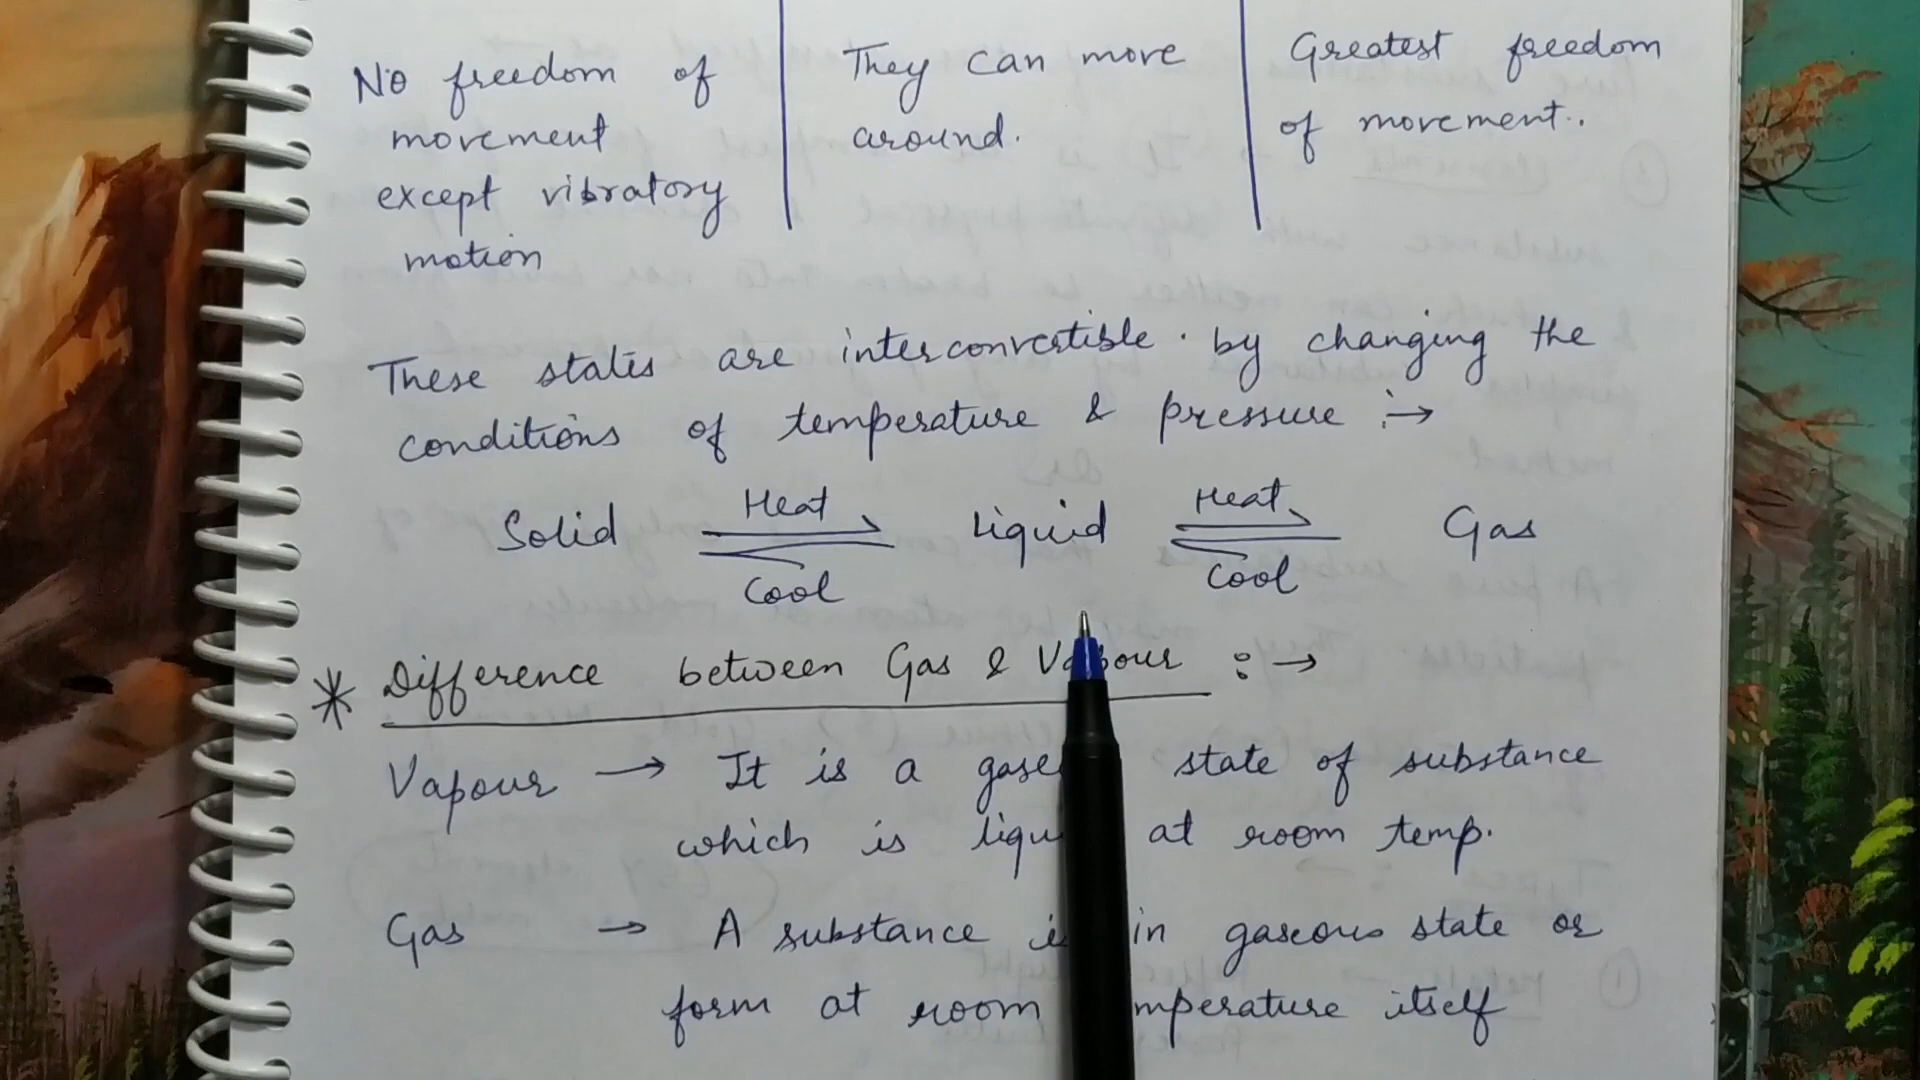 No freedom of
movement
except vibratory
motion
They can move
around.
Greatest freedom
of movement.
These states are interconvertible. by changing the
conditions of temperature & pressure :→
Solid Heat Cool Liquid Heat Cool Gas
* Difference between Gas & Vapour :→
Vapour → It is a state of substance
which is at room temp.
Gas → A substance in gaseous state or
form at room itself